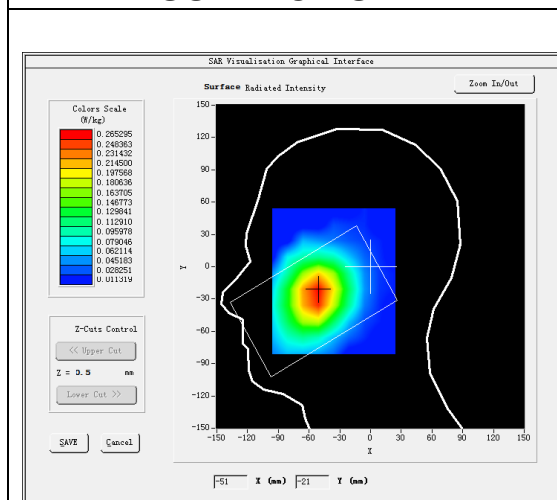 SAR Visualisation Graphical Interface
Surface Radiated Intensity
Zoom In/Out
Colors Scale
(W/kg)
0.265295
0.248363
0.231432
0.214500
0.197568
0.180636
0.163705
0.146773
0.129841
0.112910
0.095978
0.079046
0.062114
0.045183
0.028251
0.011319
Z-Cuts Control
<< Upper Cut
Z = 0.5 mm
Lower Cut >>
SAVE
Cancel
150
120
90
60
30
0
-30
-60
-90
-120
-150
Y
-150 -120 -90 -60 -30 0 30 60 90 120 150
X
-51 X (mm) -21 Y (mm)